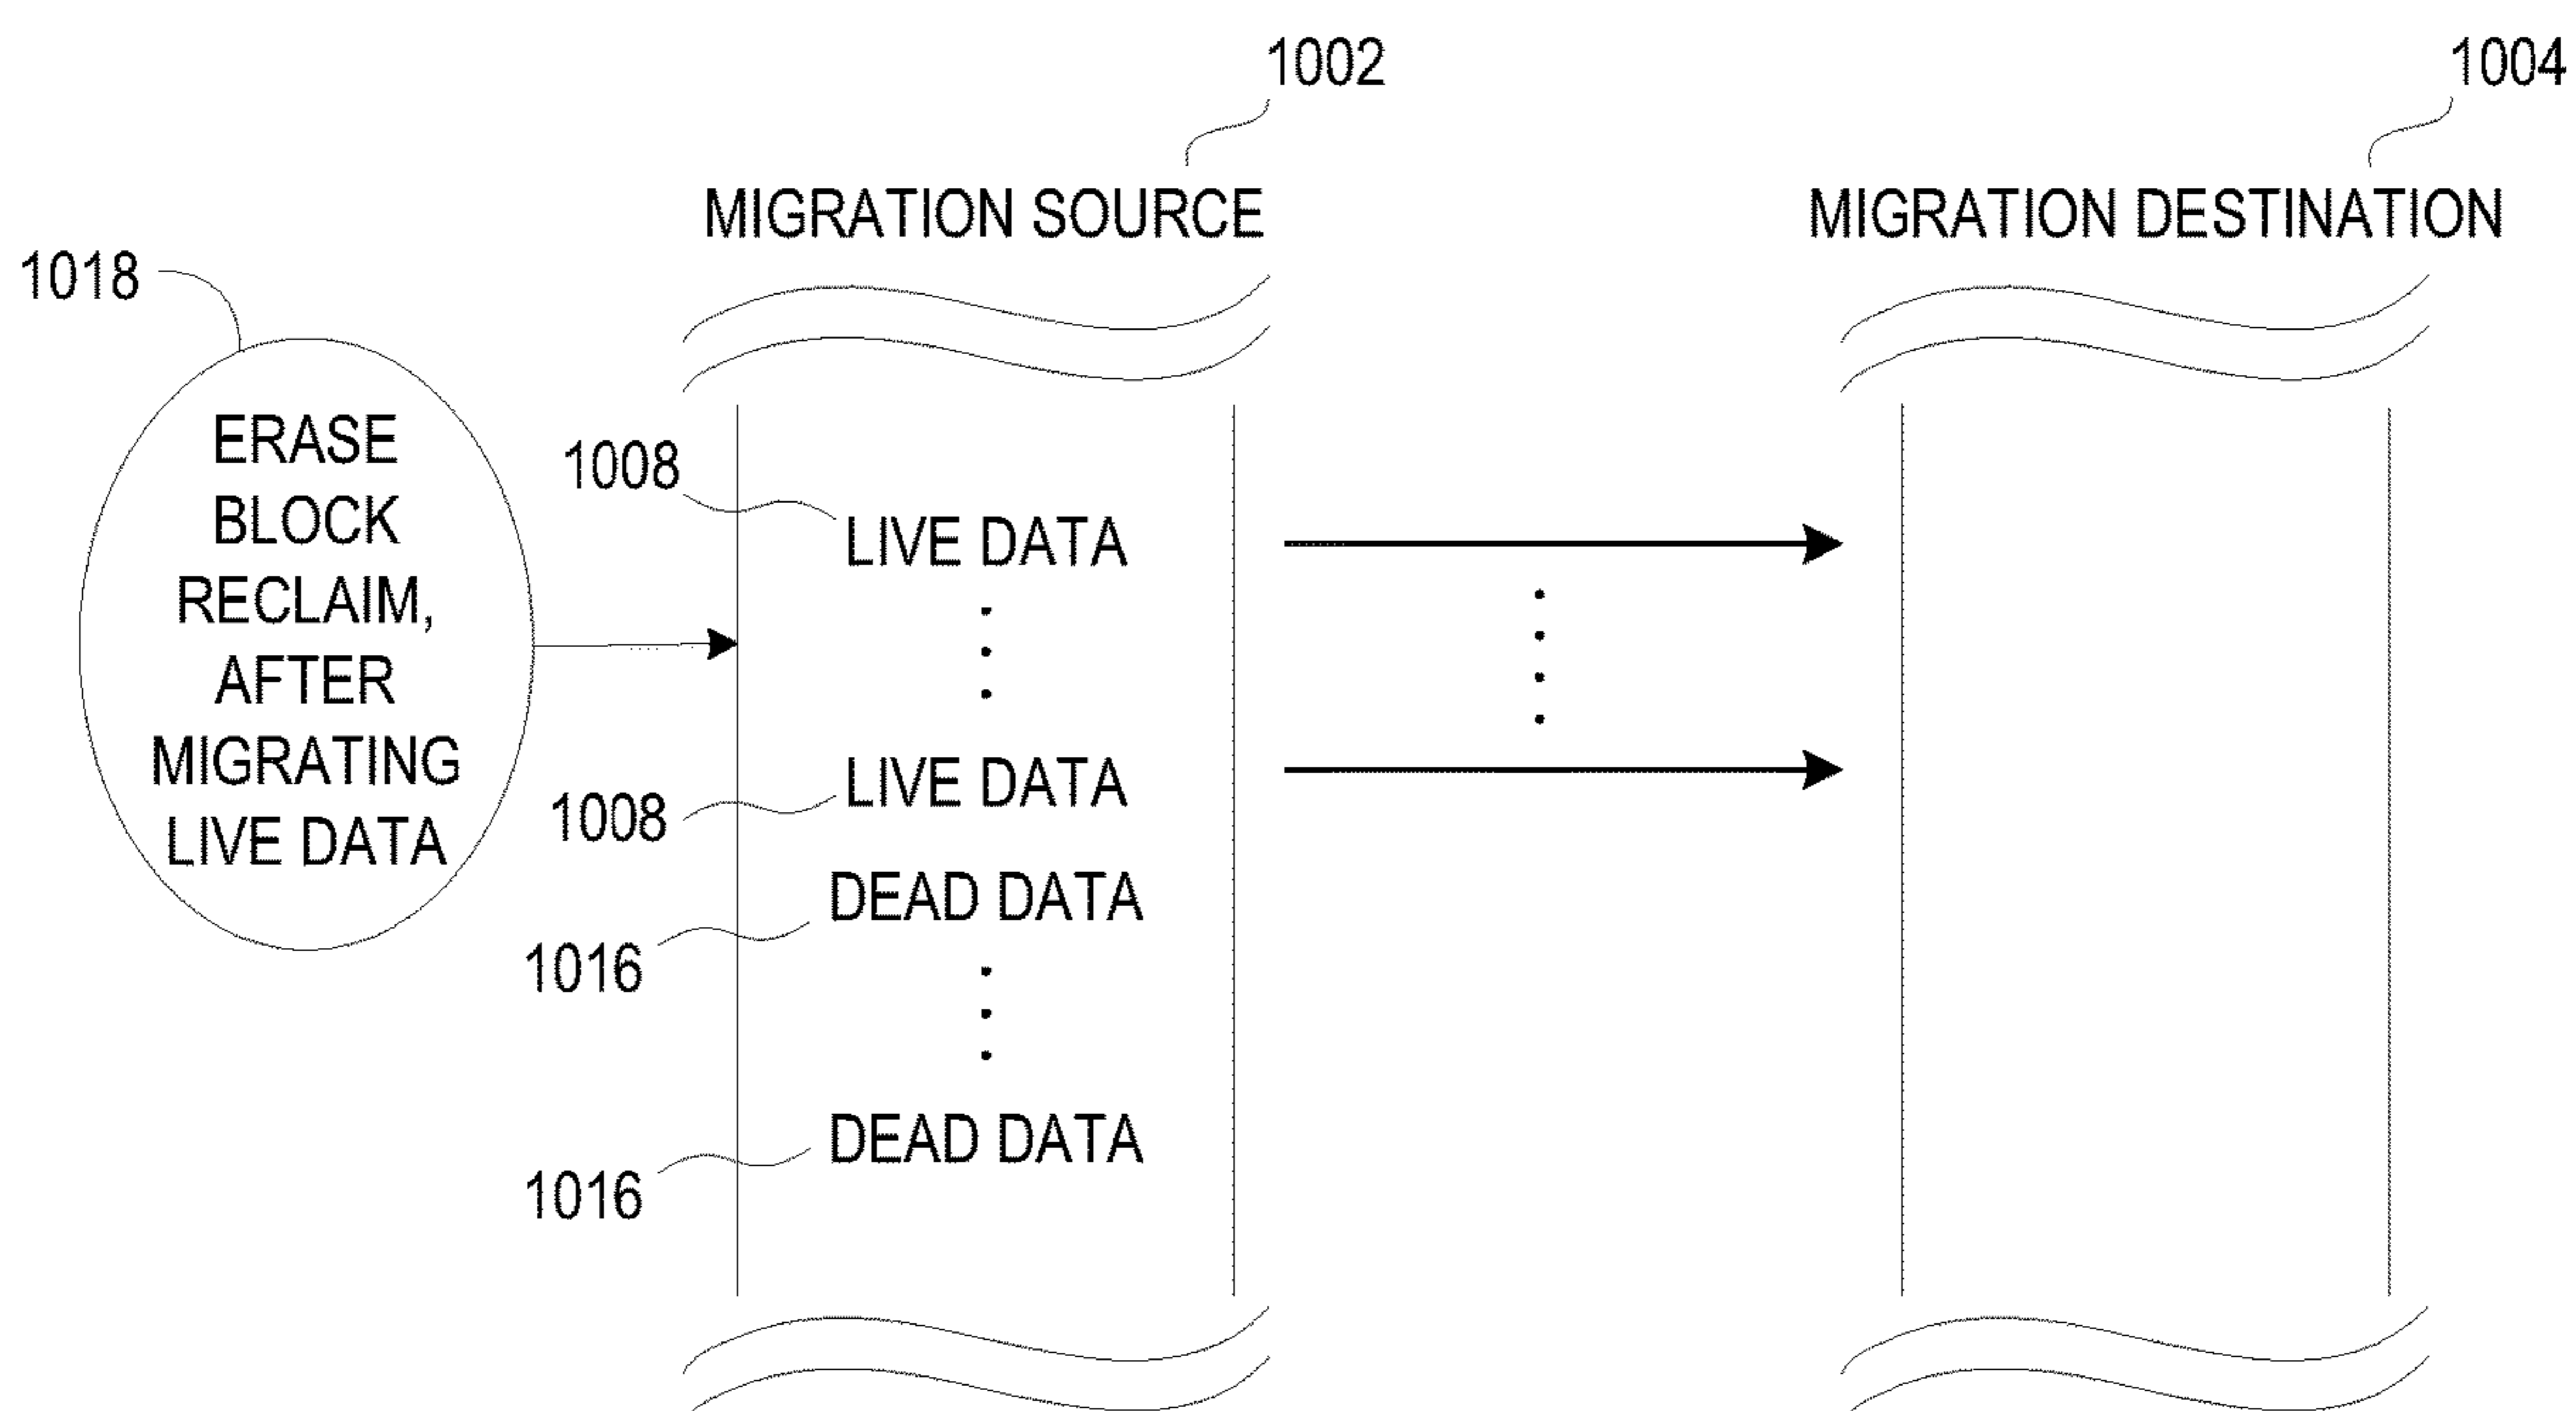 1002
1004
MIGRATION SOURCE
MIGRATION DESTINATION
1018
ERASE
BLOCK
RECLAIM,
AFTER
MIGRATING
LIVE DATA
1008
LIVE DATA
LIVE DATA
1008
DEAD DATA
1016
DEAD DATA
1016